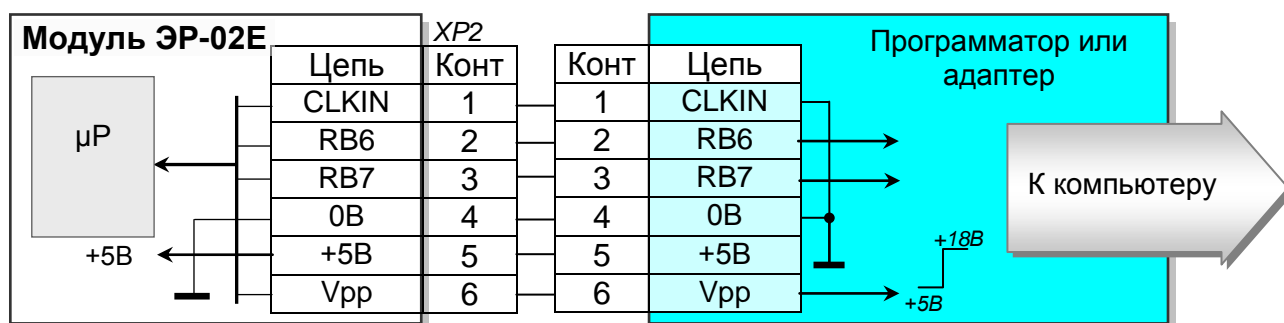 Модуль ЭР-02Е
XP2
Программатор или
адаптер
Цепь Конт Конт Цепь
CLKIN 1 1 CLKIN
µP
RB6 2 2 RB6
RB7 3 3 RB7
К компьютеру
0В 4 4 0В
+18В
+5В +5В 5 5 +5В
Vpp 6 6 Vpp
+5В